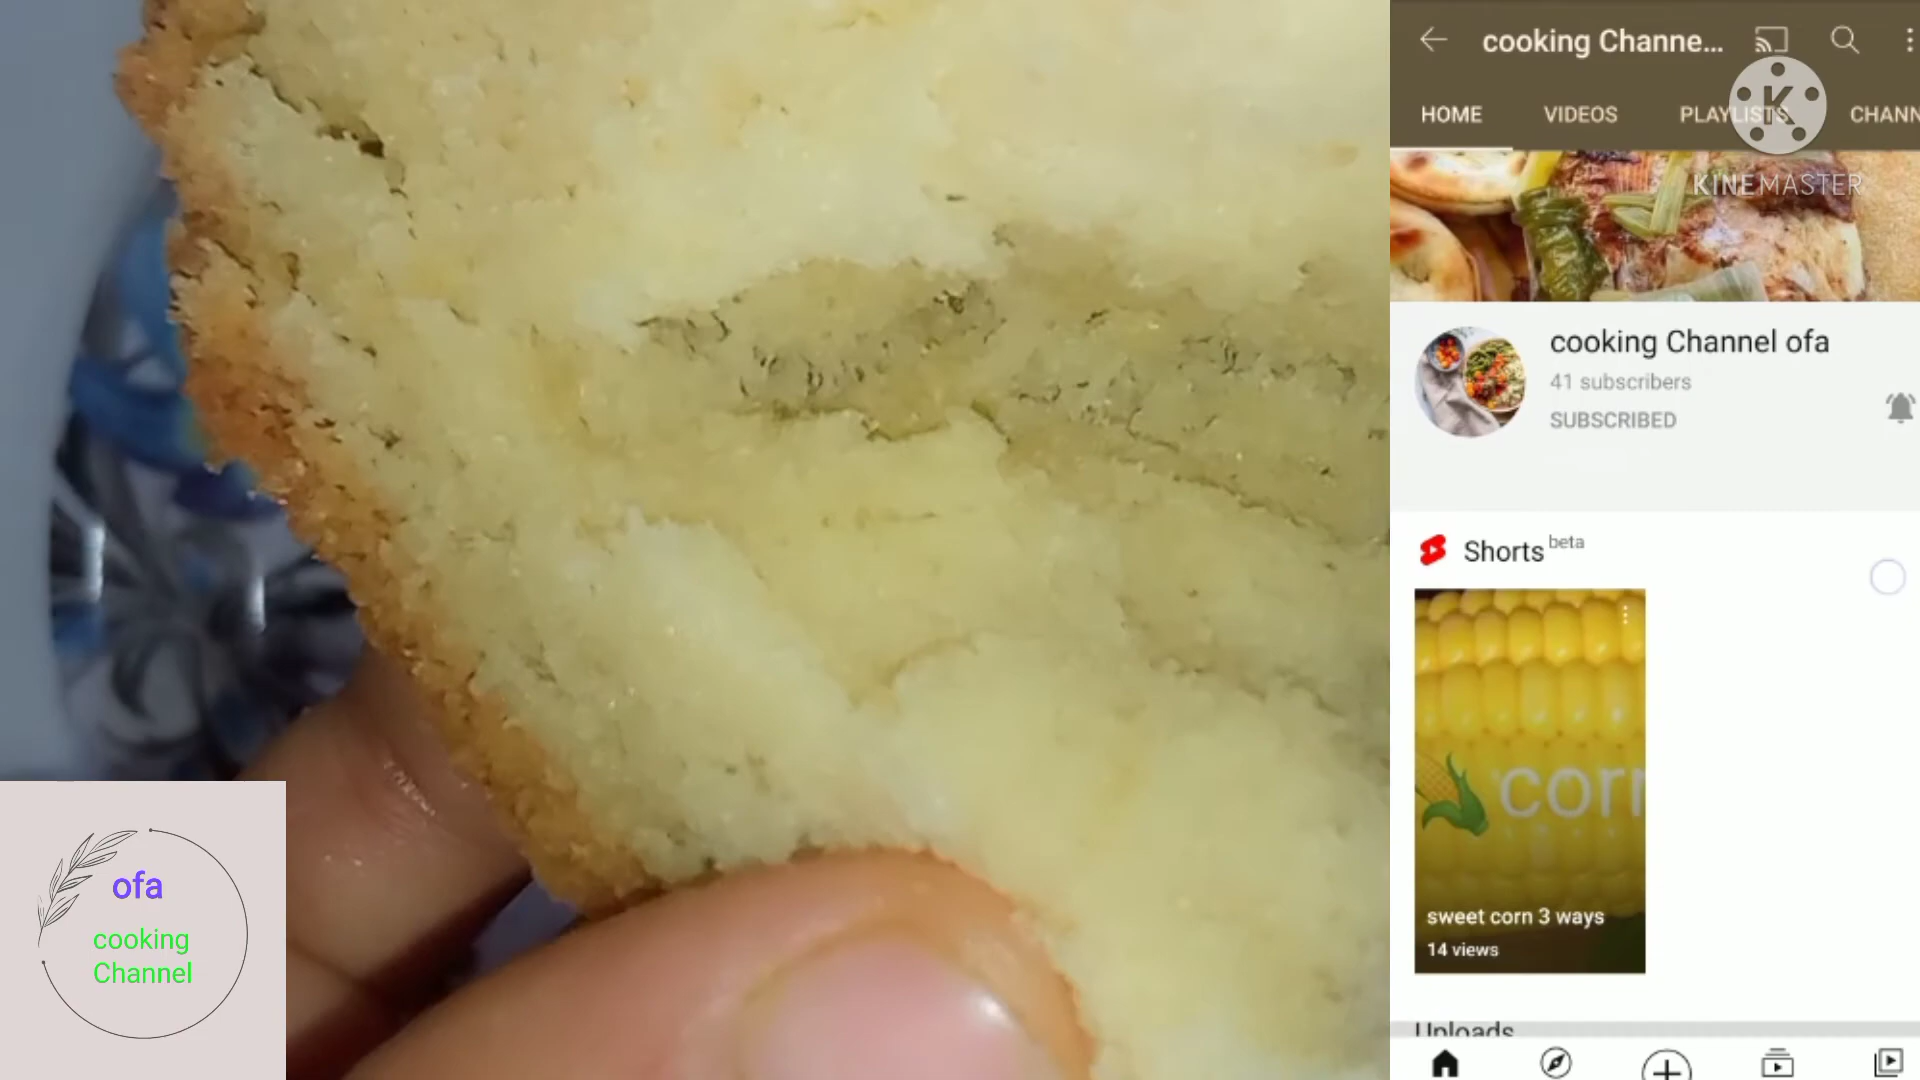 cooking Channe...
HOME VIDEOS PLAYLISTS CHANN
K
KINEMASTER
cooking Channel ofa
41 subscribers
SUBSCRIBED
Shorts beta
corn
sweet corn 3 ways
14 views
Uploads
ofa
cooking
Channel